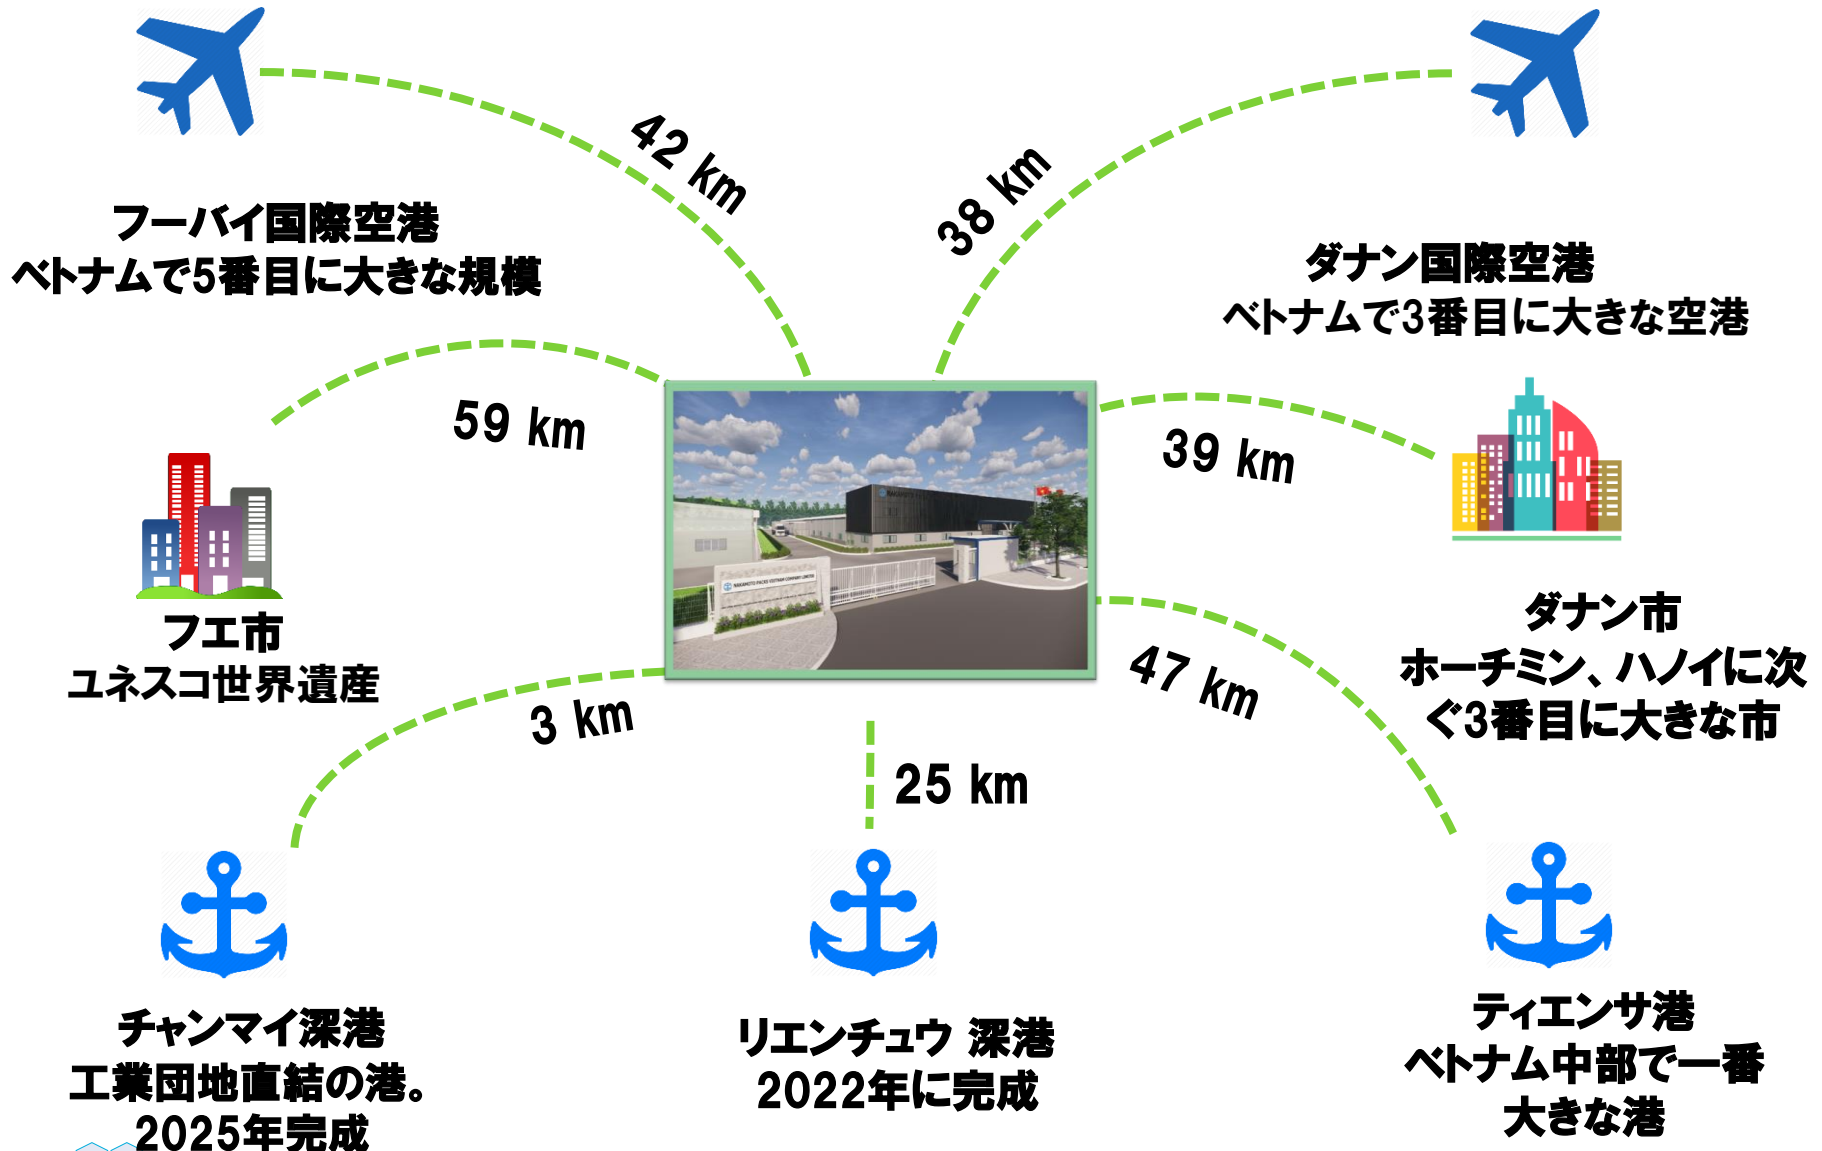 42 km
38 km
フーバイ国際空港
ベトナムで5番目に大きな規模
ダナン国際空港
ベトナムで3番目に大きな空港
59 km
39 km
NAKAMOTO PACKS VIETNAM COMPANY LIMITED
フエ市
ユネスコ世界遺産
ダナン市
ホーチミン、ハノイに次
ぐ3番目に大きな市
3 km
47 km
25 km
チャンマイ深港
工業団地直結の港。
2025年完成
リエンチュウ 深港
2022年に完成
ティエンサ港
ベトナム中部で一番
大きな港